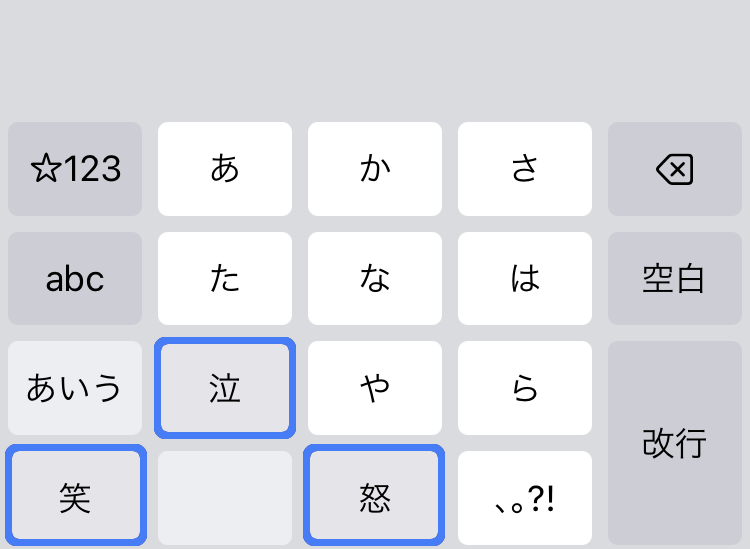 ☆123 あ か さ
abc た な は 空白
あいう 泣 や ら 改行
笑 怒 、。?!